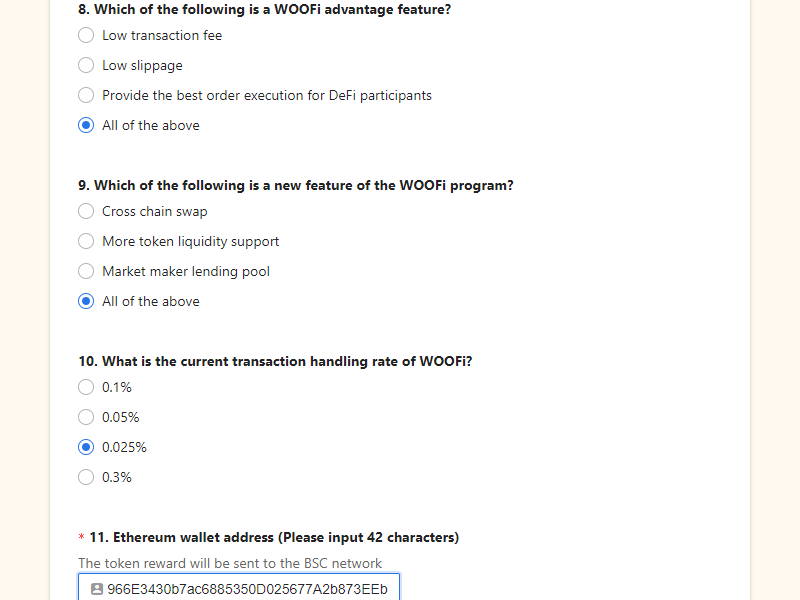 8. Which of the following is a WOOFi advantage feature?
Low transaction fee
Low slippage
Provide the best order execution for DeFi participants
All of the above
9. Which of the following is a new feature of the WOOFi program?
Cross chain swap
More token liquidity support
Market maker lending pool
All of the above
10. What is the current transaction handling rate of WOOFi?
0.1%
0.05%
0.025%
0.3%
* 11. Ethereum wallet address (Please input 42 characters)
The token reward will be sent to the BSC network
966E3430b7ac6885350D025677A2b873EEb